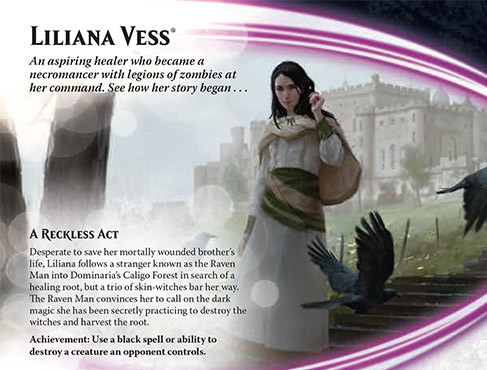 LILIANA VESS®
An aspiring healer who became a
necromancer with legions of zombies at
her command. See how her story began . . .
A RECKLESS ACT
Desperate to save her mortally wounded brother's
life, Liliana follows a stranger known as the Raven
Man into Dominaria's Caligo Forest in search of a
healing root, but a trio of skin-witches bar her way.
The Raven Man convinces her to call on the dark
magic she has been secretly practicing to destroy the
witches and harvest the root.
Achievement: Use a black spell or ability to
destroy a creature an opponent controls.